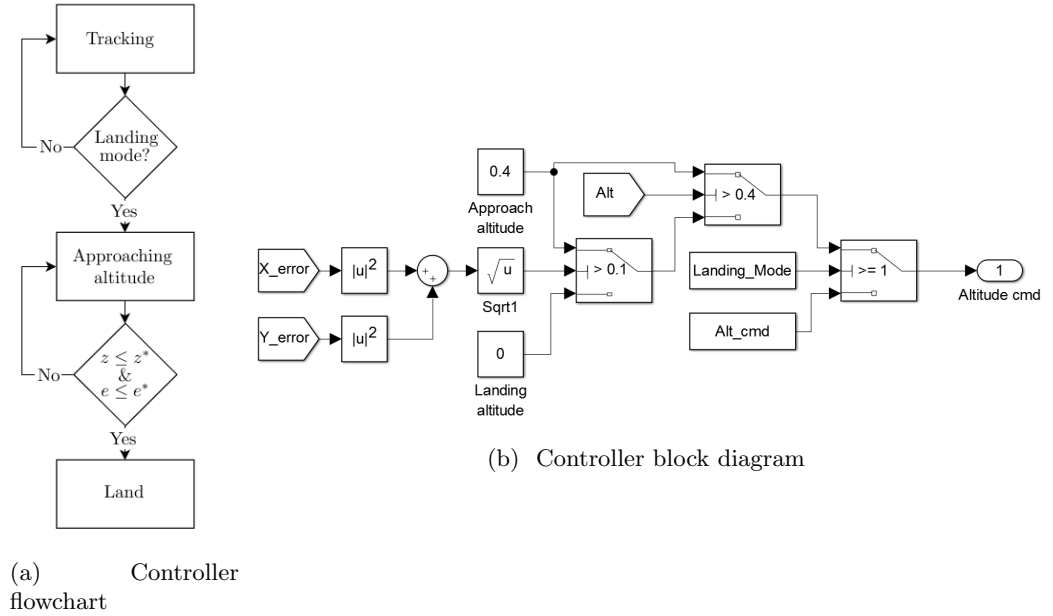 Tracking
Landing
mode?
No
Yes
Approaching
altitude
z ≤ z*
&
e ≤ e*
No
Yes
Land
(a) Controller
flowchart
0.4
Approach
altitude
Alt
> 0.4
X_error
|u|²
+
+
√u
Sqrt1
> 0.1
Landing_Mode
>= 1
1
Altitude cmd
Y_error
|u|²
0
Landing
altitude
Alt_cmd
(b) Controller block diagram